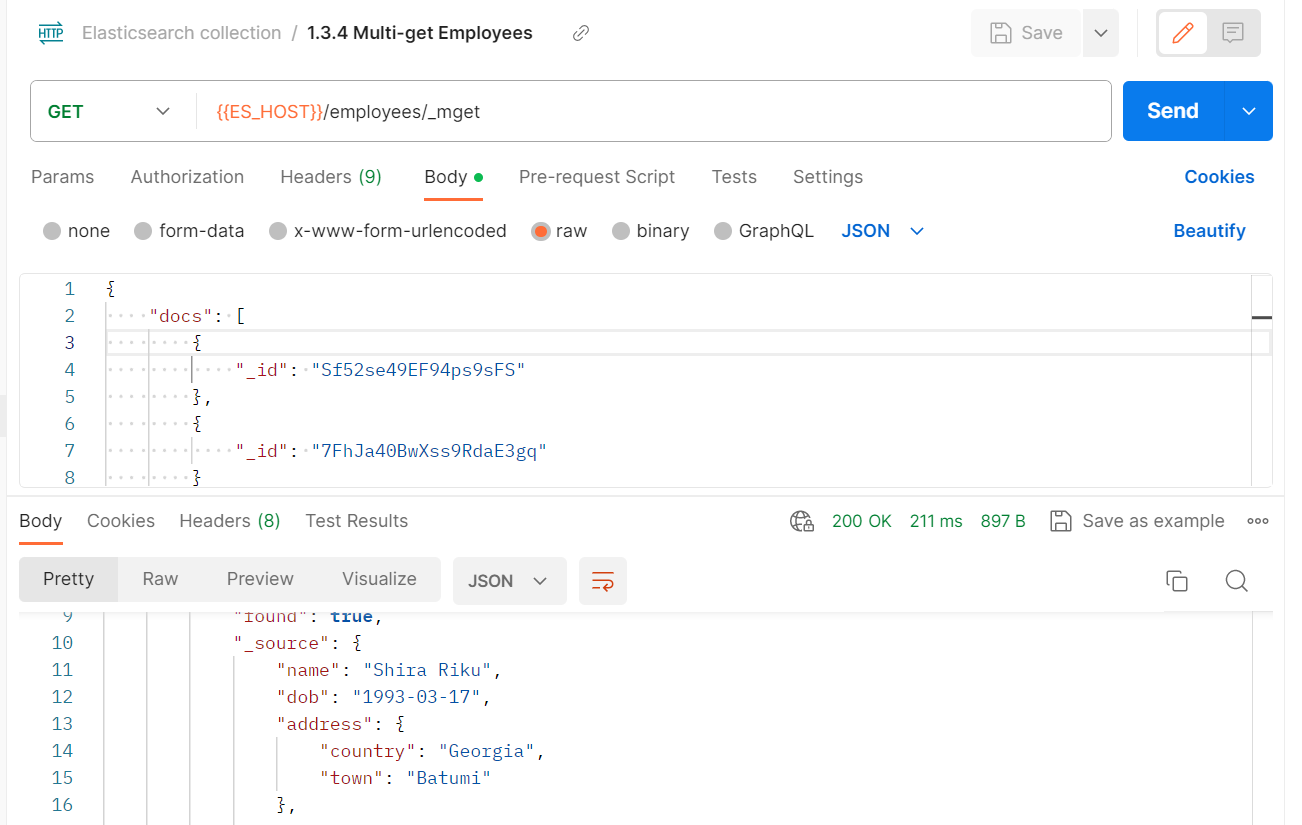 HTTP Elasticsearch collection / 1.3.4 Multi-get Employees Save
GET {{ES_HOST}}/employees/_mget Send
Params Authorization Headers (9) Body Pre-request Script Tests Settings Cookies
none form-data x-www-form-urlencoded raw binary GraphQL JSON Beautify
1 {
2 "docs": [
3 {
4 "_id": "Sf52se49EF94ps9sFS"
5 },
6 {
7 "_id": "7FhJa40BwXss9RdaE3gq"
8 }
Body Cookies Headers (8) Test Results 200 OK 211 ms 897 B Save as example
Pretty Raw Preview Visualize JSON
9 "found": true,
10 "_source": {
11 "name": "Shira Riku",
12 "dob": "1993-03-17",
13 "address": {
14 "country": "Georgia",
15 "town": "Batumi"
16 },